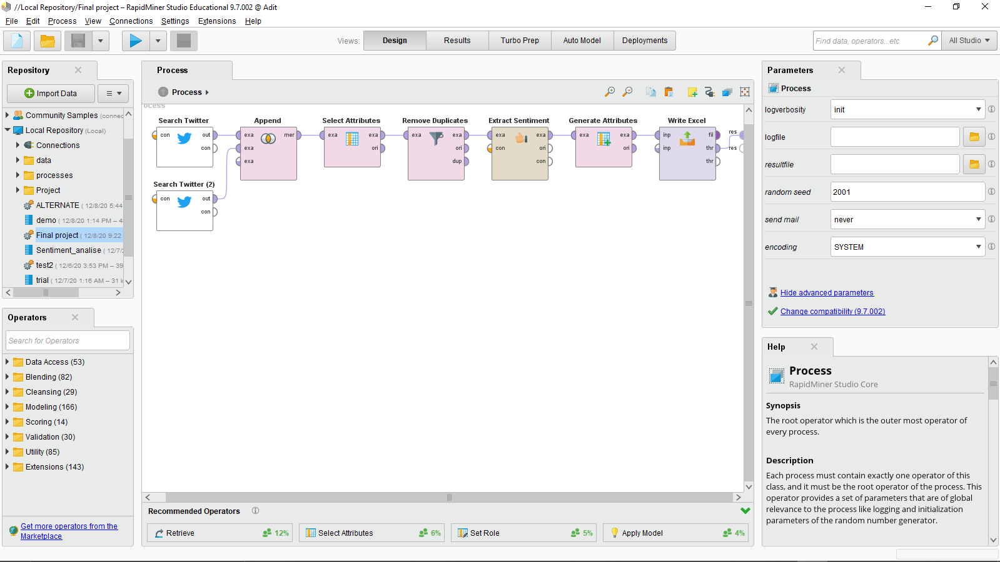 //Local Repository/Final project – RapidMiner Studio Educational 9.7.002 @ Adit
File Edit Process View Connections Settings Extensions Help
Views: Design Results Turbo Prep Auto Model Deployments
Find data, operators...etc All Studio
Repository
Import Data
Community Samples (connec
Local Repository (Local)
Connections
data
processes
Project
ALTERNATE ( 12/8/20 5:44
demo ( 12/8/20 1:14 PM – 4
Final project ( 12/8/20 9:22
Sentiment_analise ( 12/7/
test2 ( 12/6/20 3:53 PM – 39
trial ( 12/7/20 1:16 AM – 31 k
Operators
Search for Operators
Data Access (53)
Blending (82)
Cleansing (29)
Modeling (166)
Scoring (14)
Validation (30)
Utility (85)
Extensions (143)
Get more operators from the
Marketplace
Process
Process
ocess
Search Twitter
con out
con
Search Twitter (2)
con out
con
Append
exa mer
exa
exa
Select Attributes
exa exa
ori
Remove Duplicates
exa exa
ori
dup
Extract Sentiment
exa exa
con ori
con
Generate Attributes
exa exa
ori
Write Excel
inp fil
inp thr
thr
res
res
Recommended Operators
Retrieve 12%
Select Attributes 6%
Set Role 5%
Apply Model 4%
Parameters
Process
logverbosity init
logfile
resultfile
random seed 2001
send mail never
encoding SYSTEM
Hide advanced parameters
Change compatibility (9.7.002)
Help
Process
RapidMiner Studio Core
Synopsis
The root operator which is the outer most operator of
every process.
Description
Each process must contain exactly one operator of this
class, and it must be the root operator of the process. This
operator provides a set of parameters that are of global
relevance to the process like logging and initialization
parameters of the random number generator.